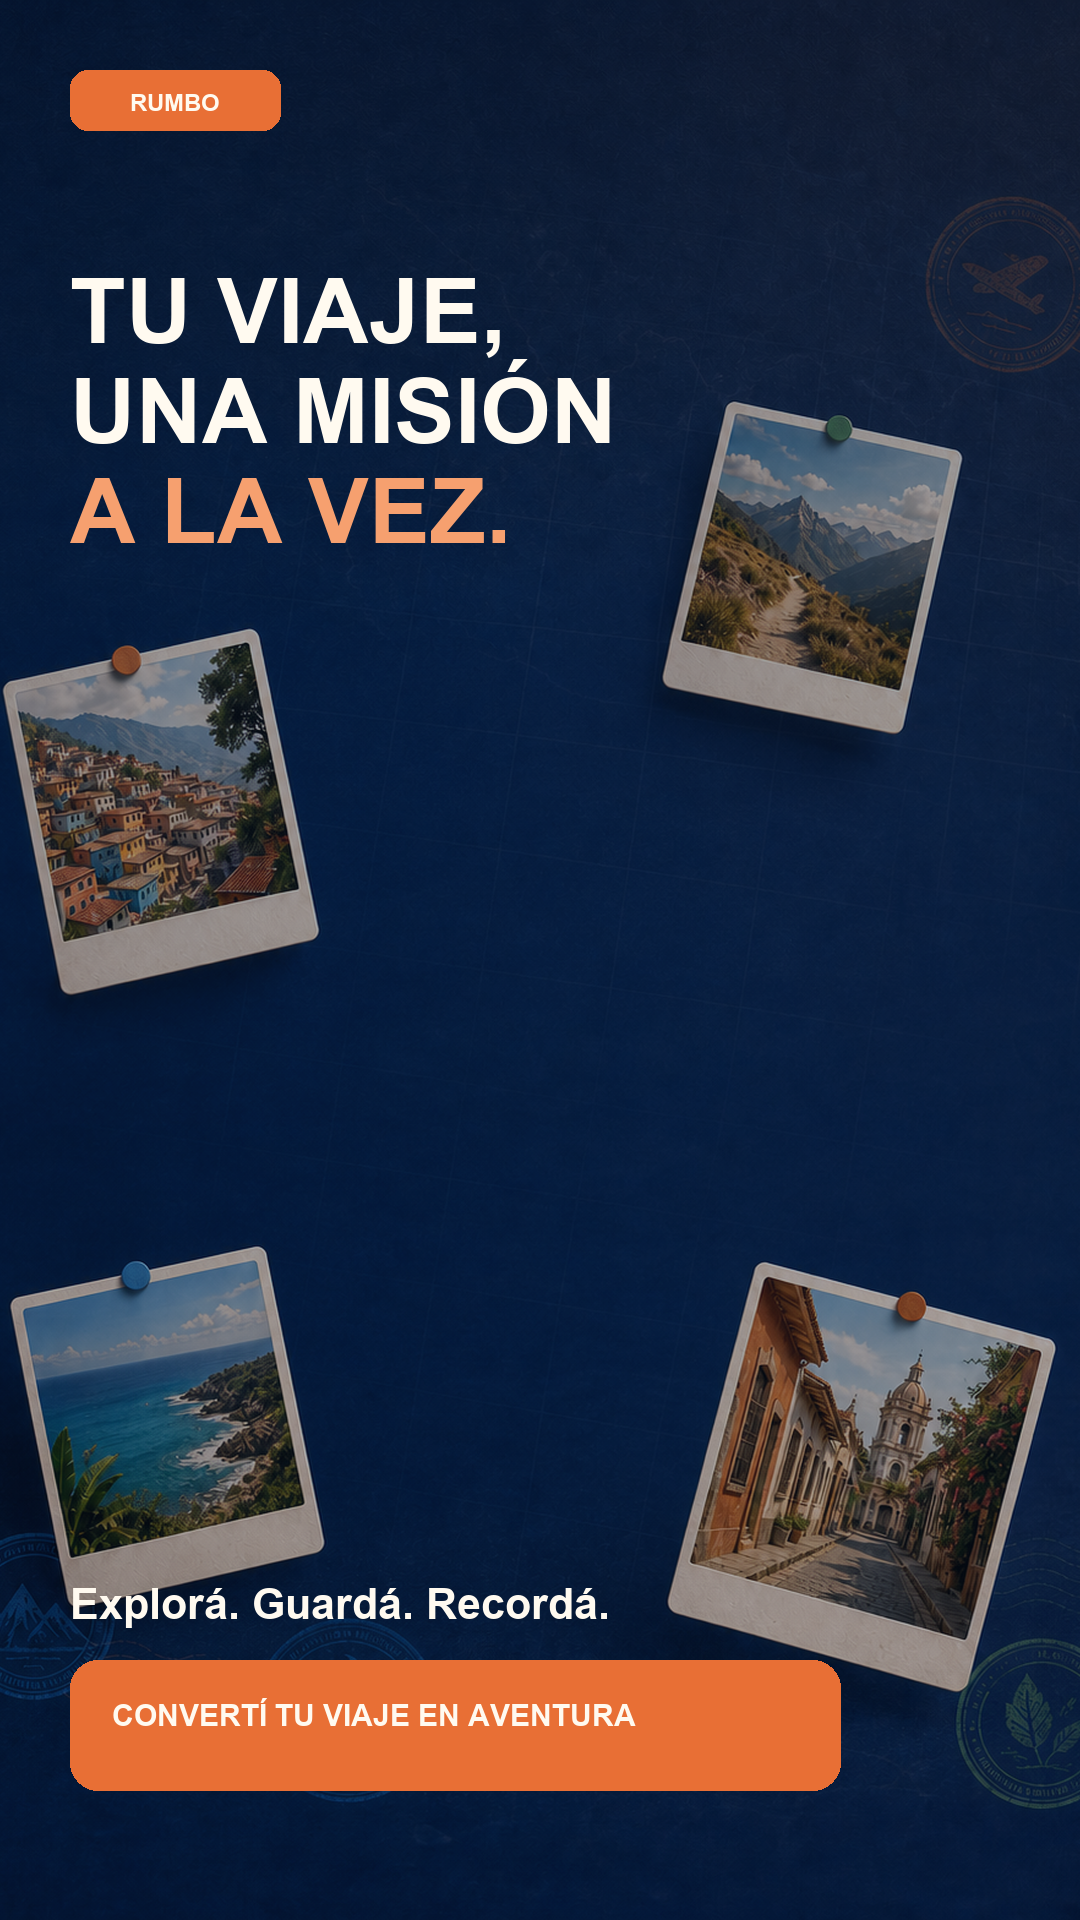 RUMBO
TU VIAJE,
UNA MISIÓN
A LA VEZ.
Explorá. Guardá. Recordá.
CONVERTÍ TU VIAJE EN AVENTURA